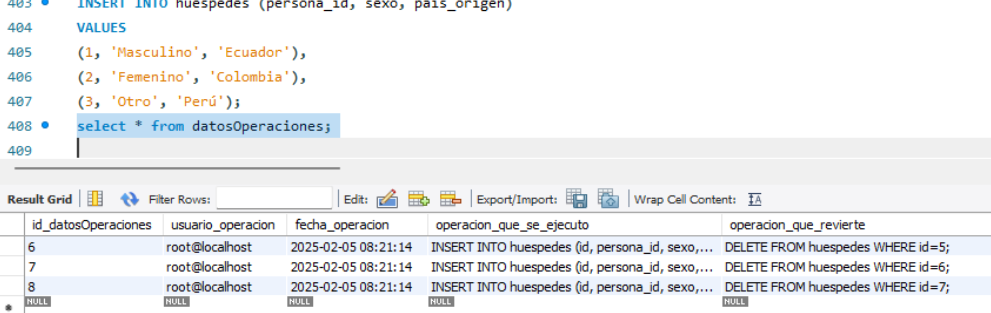 403 INSERT INTO huespedes (persona_id, sexo, pais_origen)
404 VALUES
405 (1, 'Masculino', 'Ecuador'),
406 (2, 'Femenino', 'Colombia'),
407 (3, 'Otro', 'Perú');
408 select * from datosOperaciones;
409
Result Grid Filter Rows: Edit: Export/Import: Wrap Cell Content: IA
id_datosOperaciones usuario_operacion fecha_operacion operacion_que_se_ejecuto operacion_que_revierte
6 root@localhost 2025-02-05 08:21:14 INSERT INTO huespedes (id, persona_id, sexo,... DELETE FROM huespedes WHERE id=5;
7 root@localhost 2025-02-05 08:21:14 INSERT INTO huespedes (id, persona_id, sexo,... DELETE FROM huespedes WHERE id=6;
8 root@localhost 2025-02-05 08:21:14 INSERT INTO huespedes (id, persona_id, sexo,... DELETE FROM huespedes WHERE id=7;
NULL NULL NULL NULL NULL